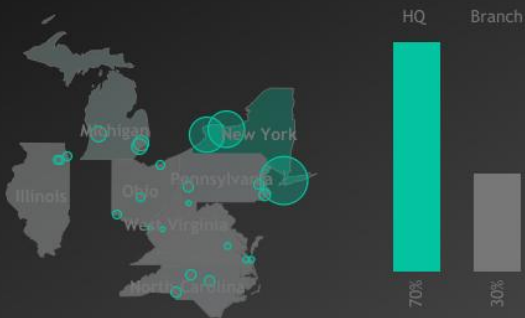 HQ
Branch
Michigan
New York
Illinois
Ohio
Pennsylvania
West Virginia
North Carolina
70%
30%